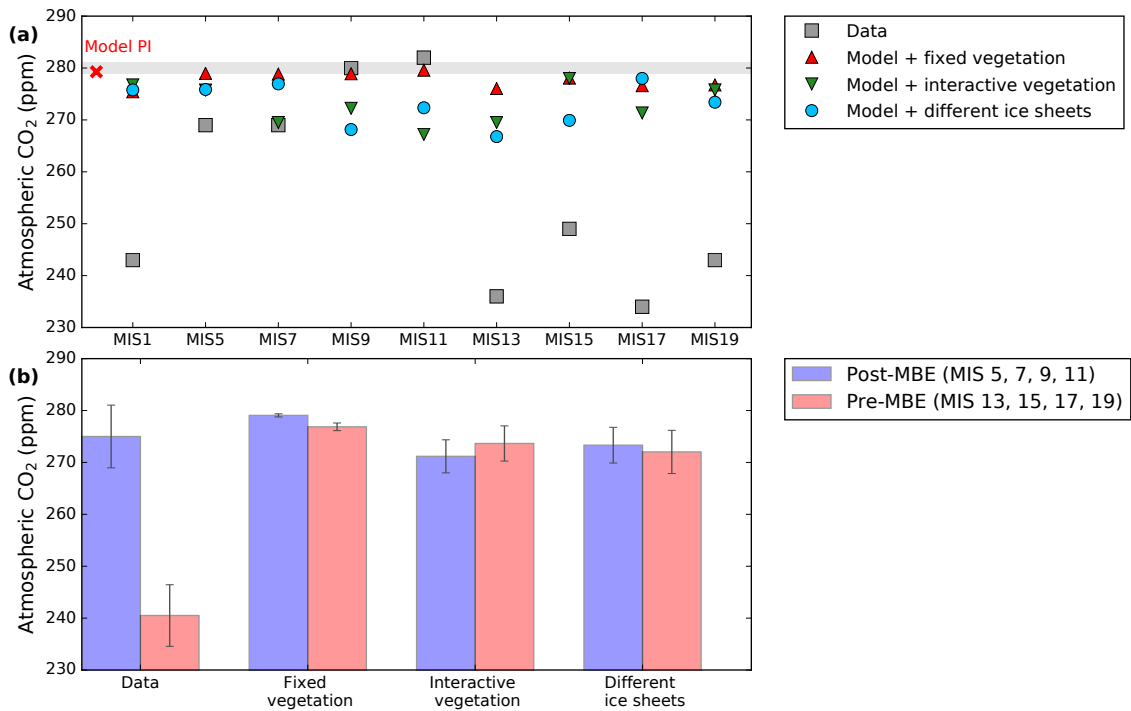 (a)
Atmospheric CO₂ (ppm)
290
280
270
260
250
240
230
Model PI
MIS1 MIS5 MIS7 MIS9 MIS11 MIS13 MIS15 MIS17 MIS19
Data
Model + fixed vegetation
Model + interactive vegetation
Model + different ice sheets
(b)
Atmospheric CO₂ (ppm)
290
280
270
260
250
240
230
Data
Fixed
vegetation
Interactive
vegetation
Different
ice sheets
Post-MBE (MIS 5, 7, 9, 11)
Pre-MBE (MIS 13, 15, 17, 19)